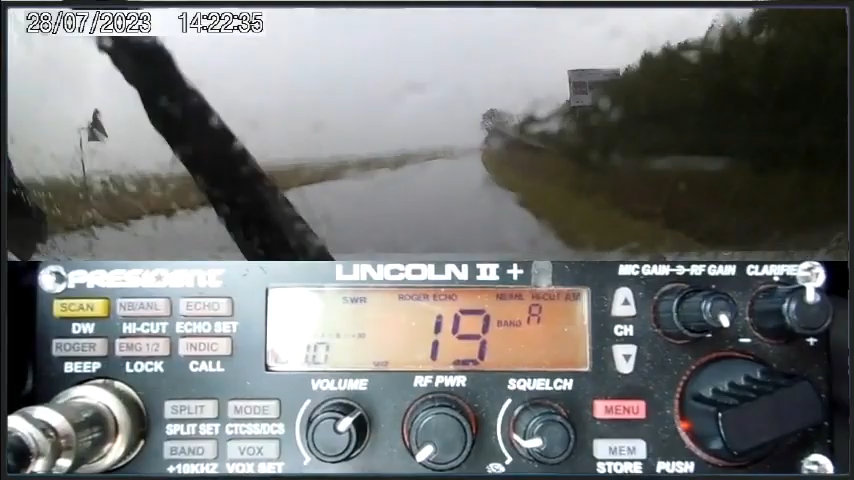 28/07/2023 14:22:35
PRESIDENT LINCOLN II + MIC GAIN RF GAIN CLARIFIER
SCAN NB/ANL ECHO
DW HI-CUT ECHO SET
ROGER EMG 1/2 INDIC
BEEP LOCK CALL
SWR ROGER ECHO NB/ANL HI-CUT AM
19 BAND A
1.0
CH
- +
VOLUME RF PWR SQUELCH
SPLIT MODE
SPLIT SET CTCSS/DCS
BAND VOX
+10KHZ VOX SET
MENU
MEM
STORE PUSH